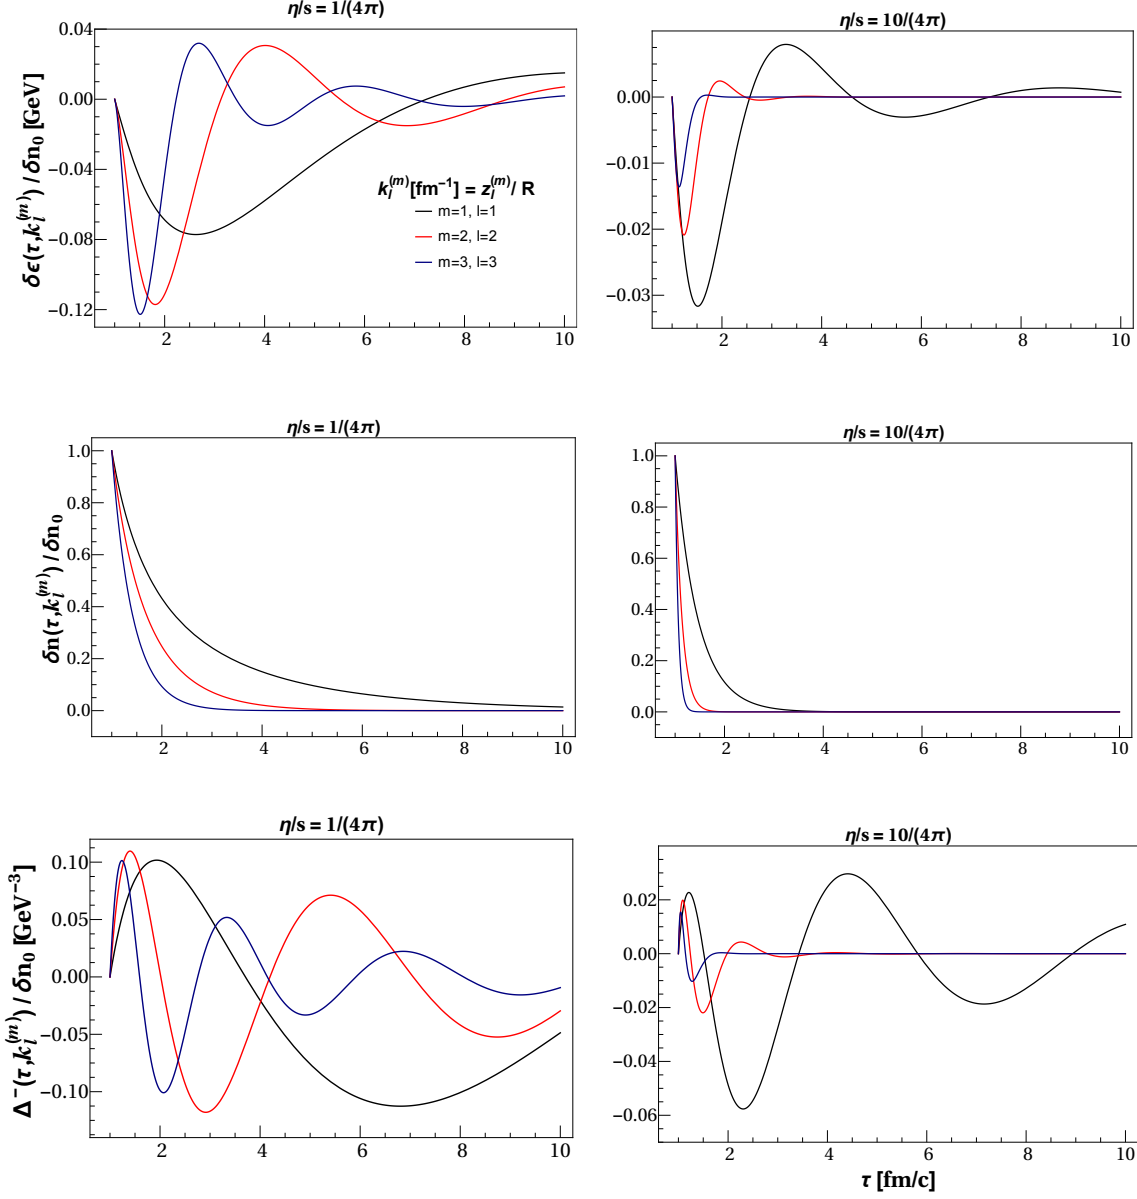 η/s = 1/(4π)
η/s = 10/(4π)
δϵ(τ,k_l^(m)) / δn₀ [GeV]
0.04
0.00
−0.04
−0.08
−0.12
k_l^(m)[fm⁻¹] = z_l^(m)/ R
m=1, l=1
m=2, l=2
m=3, l=3
2 4 6 8 10
0.00
−0.01
−0.02
−0.03
2 4 6 8 10
η/s = 1/(4π)
η/s = 10/(4π)
δn(τ,k_l^(m)) / δn₀
1.0
0.8
0.6
0.4
0.2
0.0
2 4 6 8 10
1.0
0.8
0.6
0.4
0.2
0.0
2 4 6 8 10
η/s = 1/(4π)
η/s = 10/(4π)
Δ⁻(τ,k_l^(m)) / δn₀ [GeV⁻³]
0.10
0.05
0.00
−0.05
−0.10
2 4 6 8 10
0.02
0.00
−0.02
−0.04
−0.06
2 4 6 8 10
τ [fm/c]